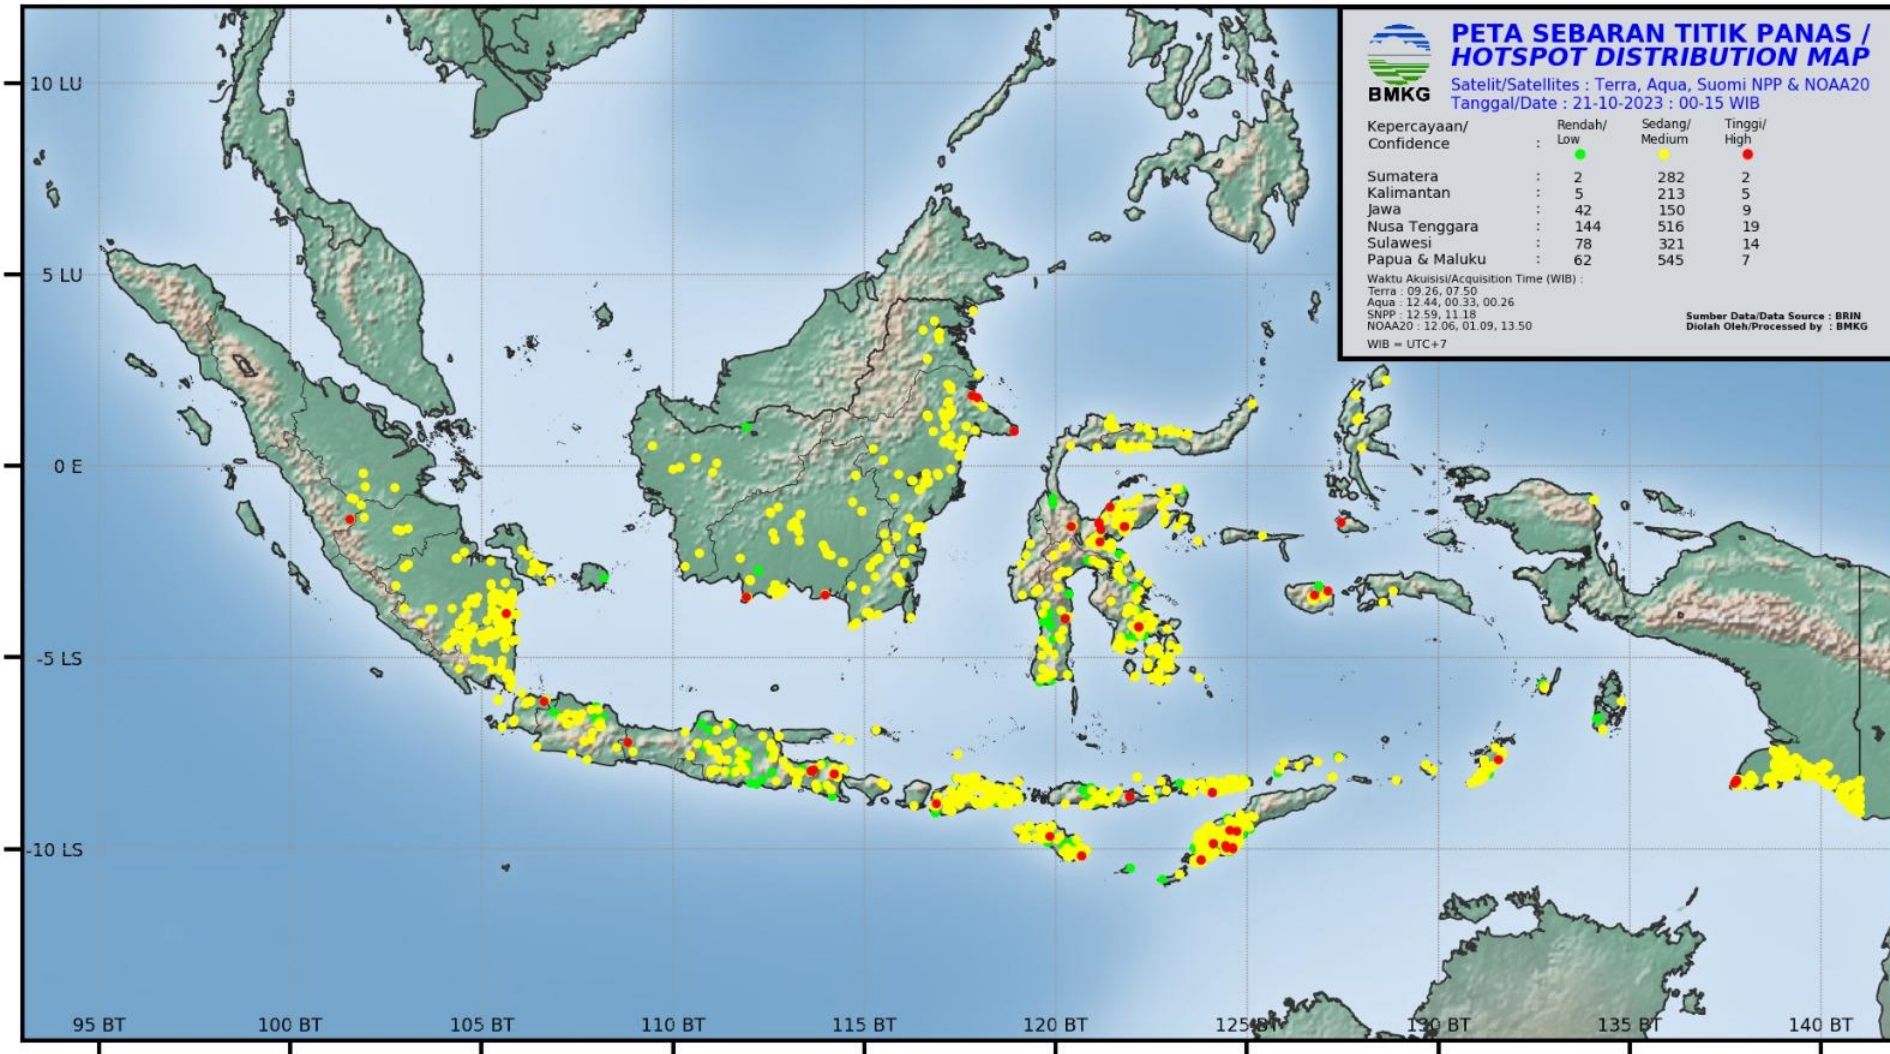 PETA SEBARAN TITIK PANAS /
HOTSPOT DISTRIBUTION MAP
Satelit/Satellites : Terra, Aqua, Suomi NPP & NOAA20
Tanggal/Date : 21-10-2023 : 00-15 WIB
BMKG
Kepercayaan/ Rendah/ Sedang/ Tinggi/
Confidence : Low Medium High
Sumatera : 2 282 2
Kalimantan : 5 213 5
Jawa : 42 150 9
Nusa Tenggara : 144 516 19
Sulawesi : 78 321 14
Papua & Maluku : 62 545 7
Waktu Akuisisi/Acquisition Time (WIB) :
Terra : 09.26, 07.50
Aqua : 12.44, 00.33, 00.26
SNPP : 12.59, 11.18
NOAA20 : 12.06, 01.09, 13.50
WIB = UTC+7
Sumber Data/Data Source : BRIN
Diolah Oleh/Processed by : BMKG
10 LU
5 LU
0 E
-5 LS
-10 LS
95 BT 100 BT 105 BT 110 BT 115 BT 120 BT 125 BT 130 BT 135 BT 140 BT